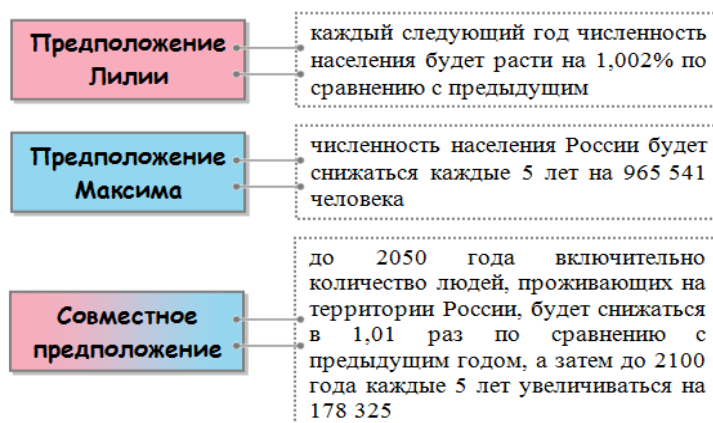 Предположение
Лилии
каждый следующий год численность
населения будет расти на 1,002% по
сравнению с предыдущим
Предположение
Максима
численность населения России будет
снижаться каждые 5 лет на 965 541
человека
Совместное
предположение
до 2050 года включительно
количество людей, проживающих на
территории России, будет снижаться
в 1,01 раз по сравнению с
предыдущим годом, а затем до 2100
года каждые 5 лет увеличиваться на
178 325